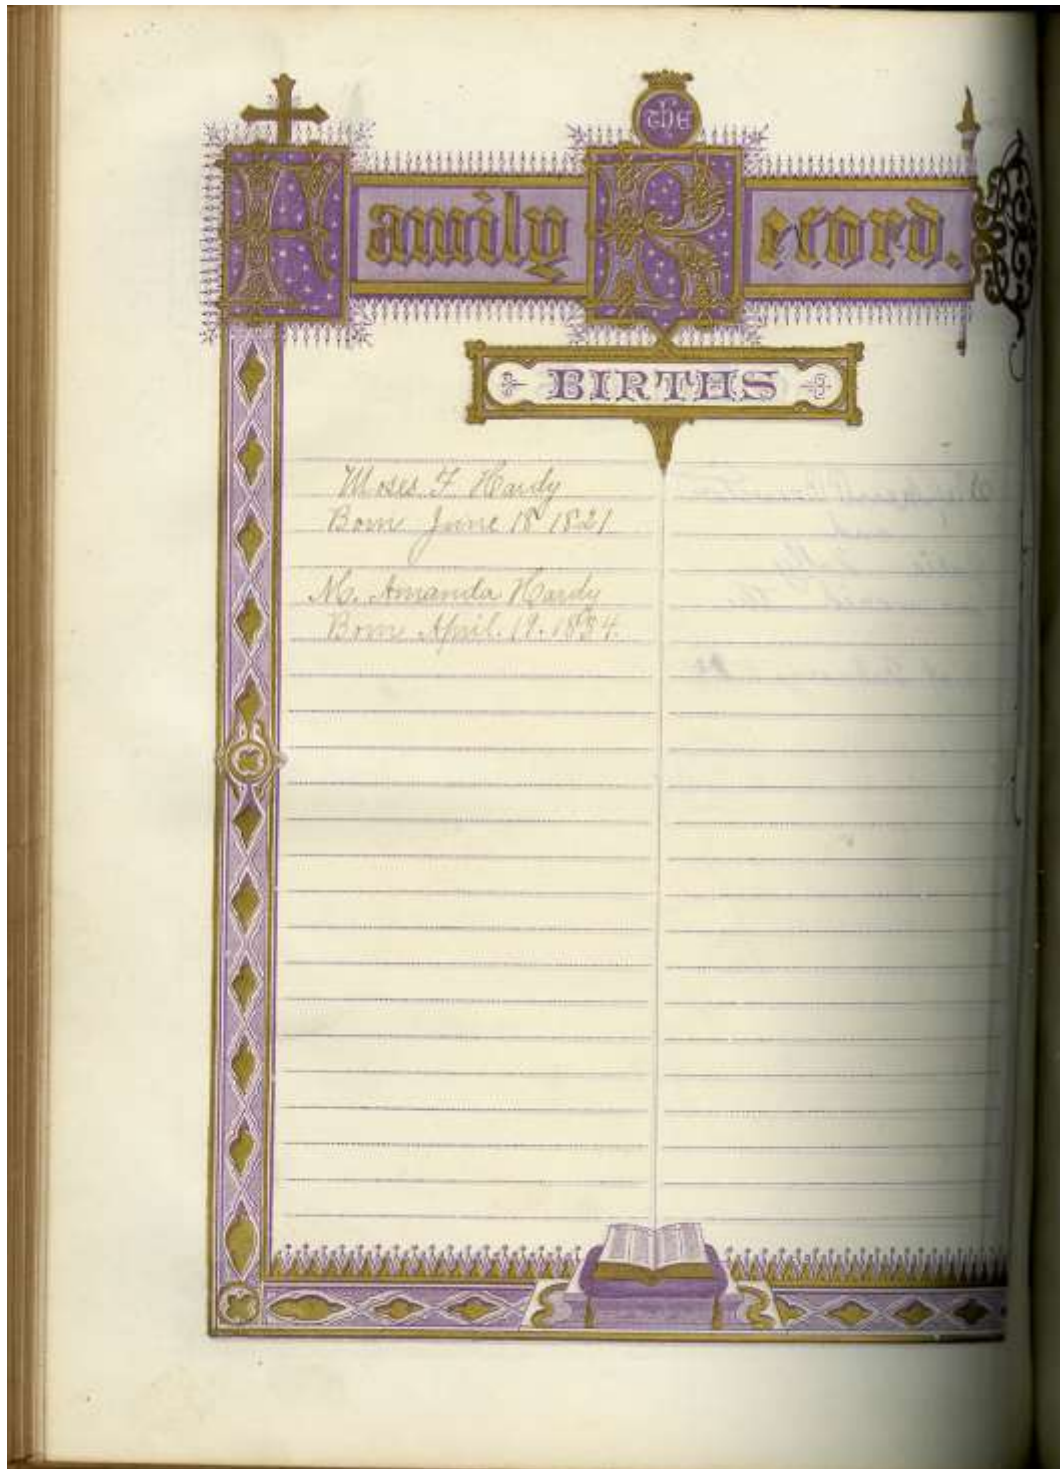 the
Family Record.
BIRTHS
Moses F. Hardy
Born June 18 1821
M. Amanda Hardy
Born April. 19. 1834.